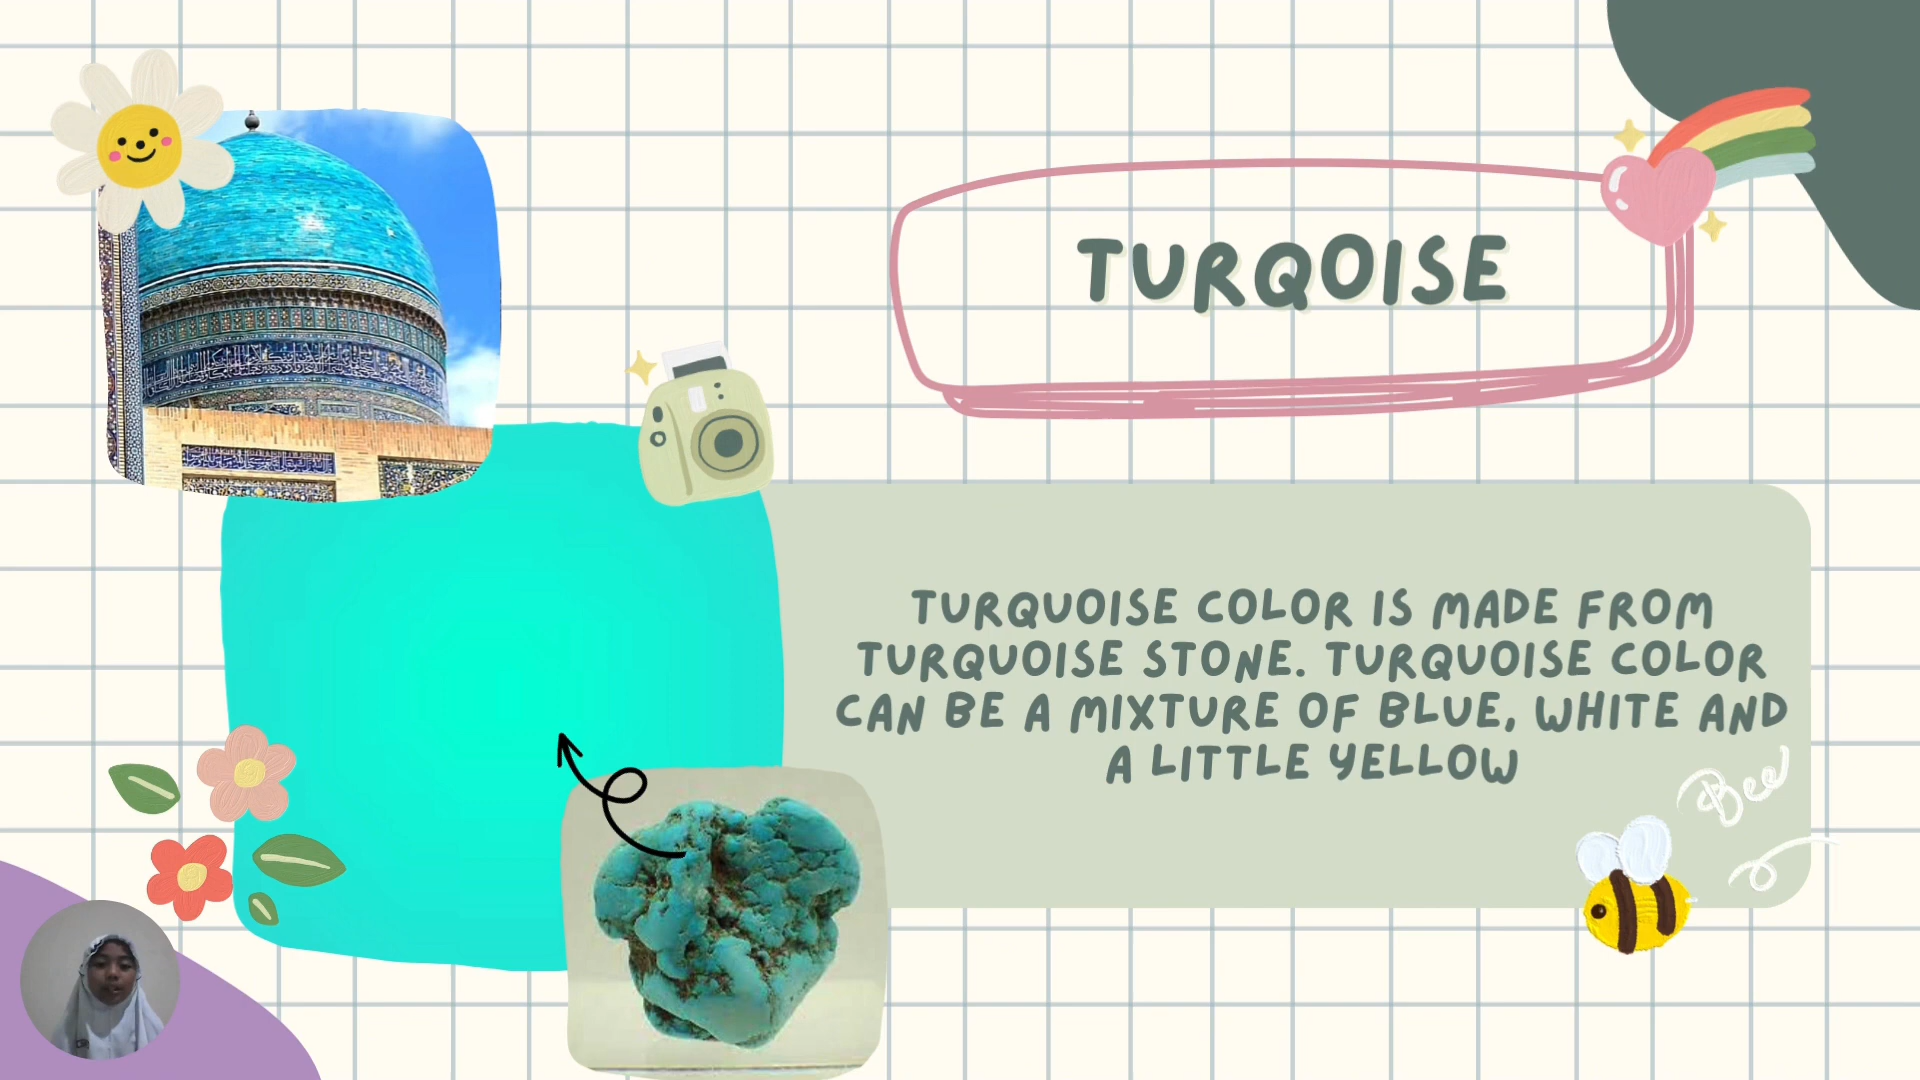 TURQOISE
TURQUOISE COLOR IS MADE FROM
TURQUOISE STONE. TURQUOISE COLOR
CAN BE A MIXTURE OF BLUE, WHITE AND
A LITTLE YELLOW
Bee